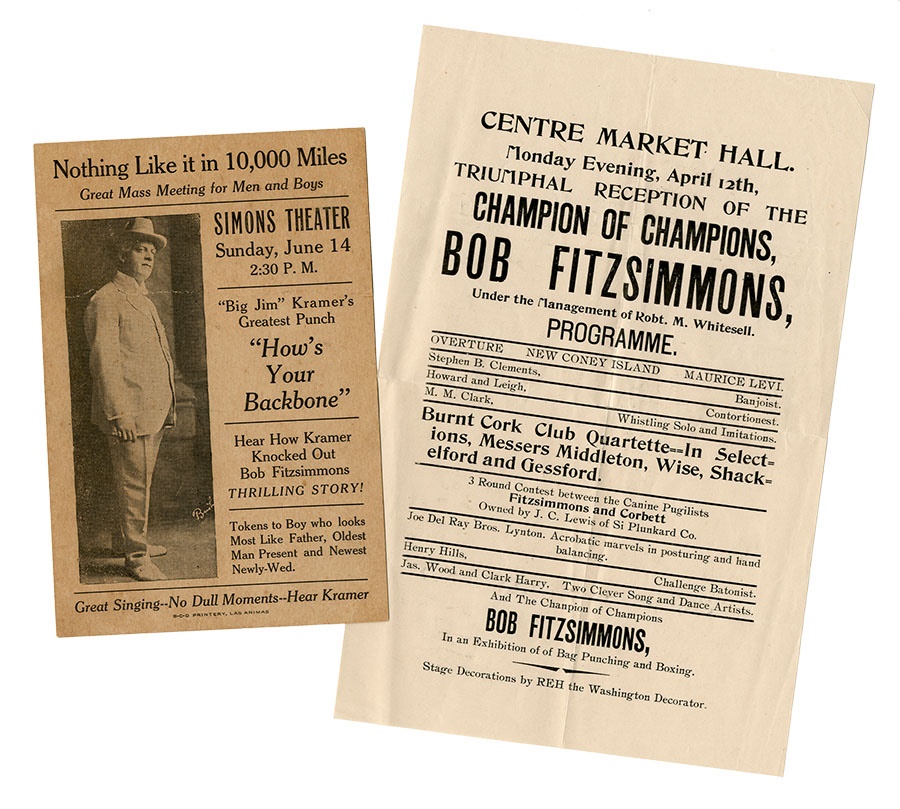 Nothing Like it in 10,000 Miles
Great Mass Meeting for Men and Boys
SIMONS THEATER
Sunday, June 14
2:30 P. M.
"Big Jim" Kramer's
Greatest Punch
"How's
Your
Backbone"
Hear How Kramer
Knocked Out
Bob Fitzsimmons
THRILLING STORY!
Tokens to Boy who looks
Most Like Father, Oldest
Man Present and Newest
Newly-Wed.
Great Singing--No Dull Moments--Hear Kramer
B-C-D PRINTERY, LAS ANIMAS
CENTRE MARKET HALL.
Monday Evening, April 12th,
TRIUMPHAL RECEPTION OF THE
CHAMPION OF CHAMPIONS,
BOB FITZSIMMONS,
Under the Management of Robt. M. Whitesell.
PROGRAMME.
OVERTURE NEW CONEY ISLAND MAURICE LEVI.
Stephen B. Clements, Banjoist.
Howard and Leigh, Contortionest.
M. M. Clark, Whistling Solo and Imitations.
Burnt Cork Club Quartette--In Select-
ions, Messers Middleton, Wise, Shack-
elford and Gessford.
3 Round Contest between the Canine Pugilists
Fitzsimmons and Corbett
Owned by J. C. Lewis of Si Plunkard Co.
Joe Del Ray Bros. Lynton. Acrobatic marvels in posturing and hand
balancing.
Henry Hills, Challenge Batonist.
Jas. Wood and Clark Harry, Two Clever Song and Dance Artists.
And The Chanpion of Champions
BOB FITZSIMMONS,
In an Exhibition of of Bag Punching and Boxing.
Stage Decorations by REH the Washington Decorator.